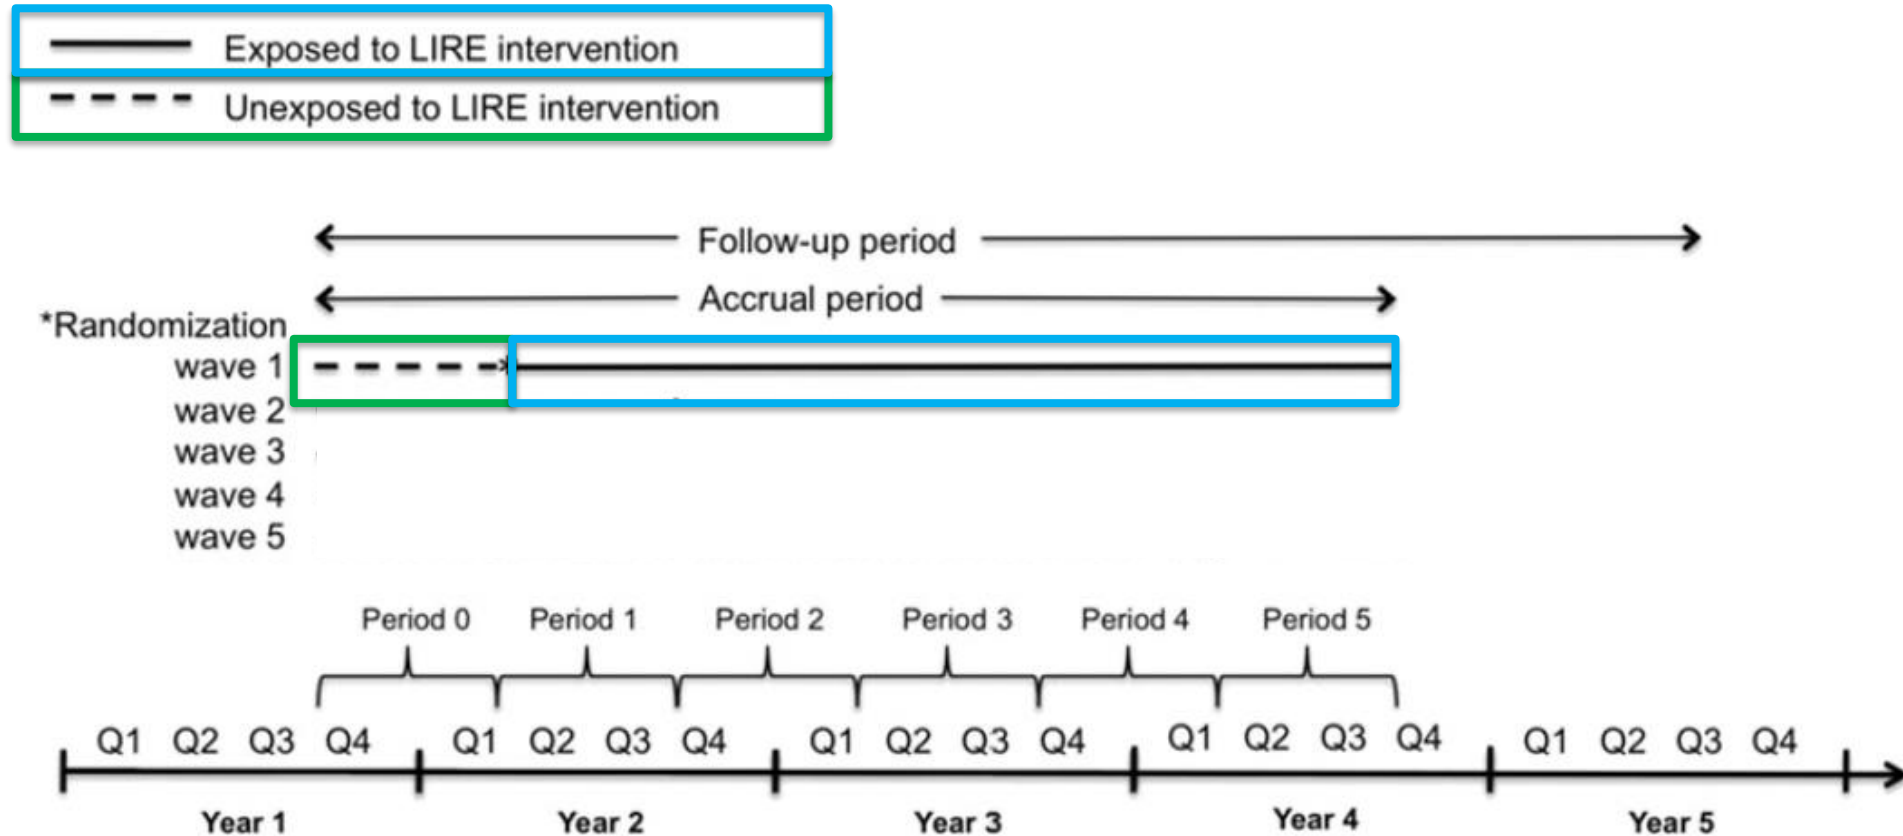 Exposed to LIRE intervention
Unexposed to LIRE intervention
Follow-up period
Accrual period
*Randomization
wave 1
wave 2
wave 3
wave 4
wave 5
Period 0 Period 1 Period 2 Period 3 Period 4 Period 5
Q1 Q2 Q3 Q4 Q1 Q2 Q3 Q4 Q1 Q2 Q3 Q4 Q1 Q2 Q3 Q4 Q1 Q2 Q3 Q4
Year 1 Year 2 Year 3 Year 4 Year 5